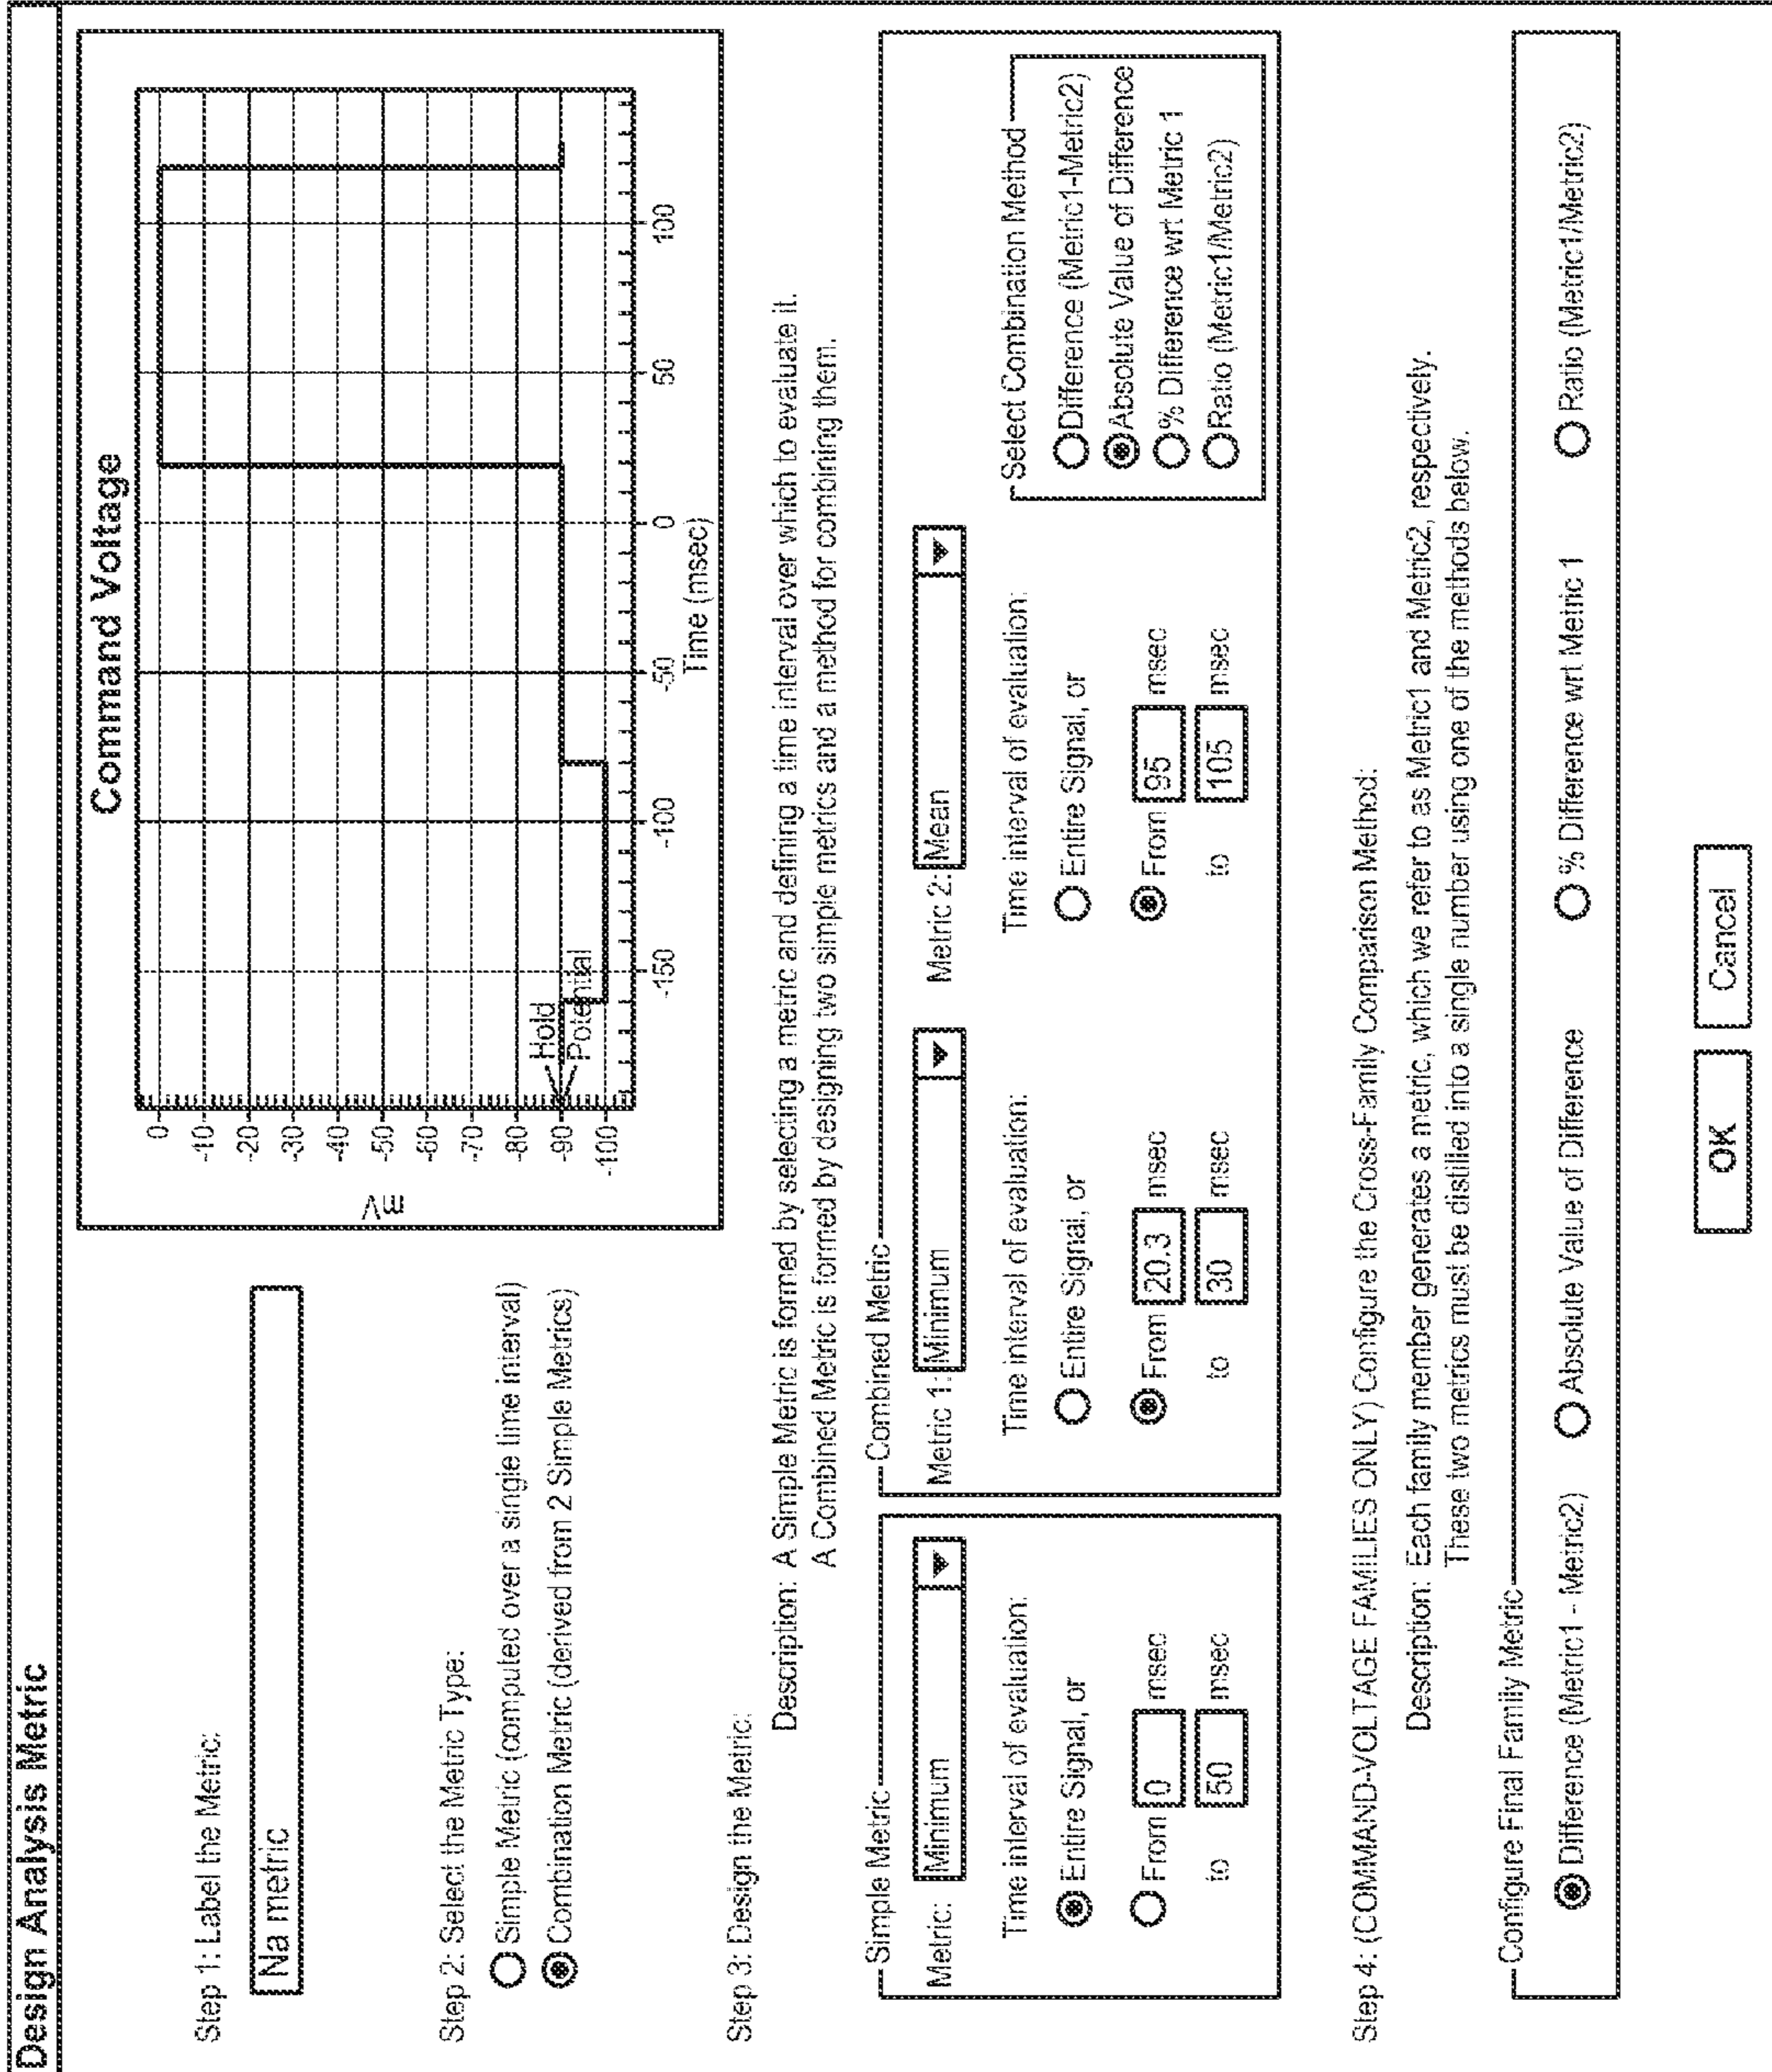 Design Analysis Metric
Step 1: Label the Metric:
Na metric
Step 2: Select the Metric Type:
Simple Metric (computed over a single time interval)
Combination Metric (derived from 2 Simple Metrics)
Command Voltage
mV
0
-10
-20
-30
-40
-50
-60
-70
-80
-90
-100
Hold
Potential
-150
-100
-50
0
50
100
Time (msec)
Step 3: Design the Metric:
Description: A Simple Metric is formed by selecting a metric and defining a time interval over which to evaluate it.
A Combined Metric is formed by designing two simple metrics and a method for combining them.
Simple Metric
Metric: Minimum
Time interval of evaluation:
Entire Signal, or
From 0 msec
to 50 msec
Combined Metric
Metric 1: Minimum
Time interval of evaluation:
Entire Signal, or
From 20.3 msec
to 30 msec
Metric 2: Mean
Time interval of evaluation:
Entire Signal, or
From 95 msec
to 105 msec
Select Combination Method
Difference (Metric1-Metric2)
Absolute Value of Difference
% Difference wrt Metric 1
Ratio (Metric1/Metric2)
Step 4: (COMMAND-VOLTAGE FAMILIES ONLY) Configure the Cross-Family Comparison Method:
Description: Each family member generates a metric, which we refer to as Metric1 and Metric2, respectively.
These two metrics must be distilled into a single number using one of the methods below.
Configure Final Family Metric
Difference (Metric1 - Metric2) Absolute Value of Difference % Difference wrt Metric 1 Ratio (Metric1/Metric2)
OK Cancel